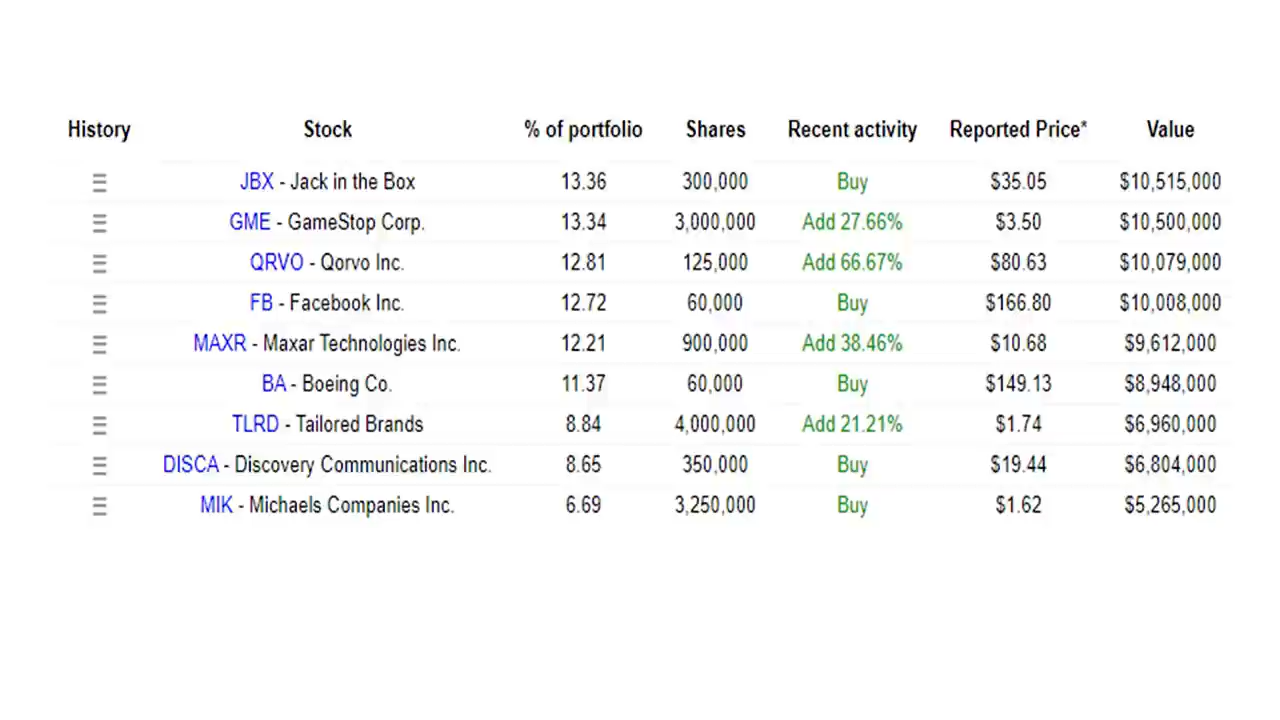 History Stock % of portfolio Shares Recent activity Reported Price* Value
JBX - Jack in the Box 13.36 300,000 Buy $35.05 $10,515,000
GME - GameStop Corp. 13.34 3,000,000 Add 27.66% $3.50 $10,500,000
QRVO - Qorvo Inc. 12.81 125,000 Add 66.67% $80.63 $10,079,000
FB - Facebook Inc. 12.72 60,000 Buy $166.80 $10,008,000
MAXR - Maxar Technologies Inc. 12.21 900,000 Add 38.46% $10.68 $9,612,000
BA - Boeing Co. 11.37 60,000 Buy $149.13 $8,948,000
TLRD - Tailored Brands 8.84 4,000,000 Add 21.21% $1.74 $6,960,000
DISCA - Discovery Communications Inc. 8.65 350,000 Buy $19.44 $6,804,000
MIK - Michaels Companies Inc. 6.69 3,250,000 Buy $1.62 $5,265,000